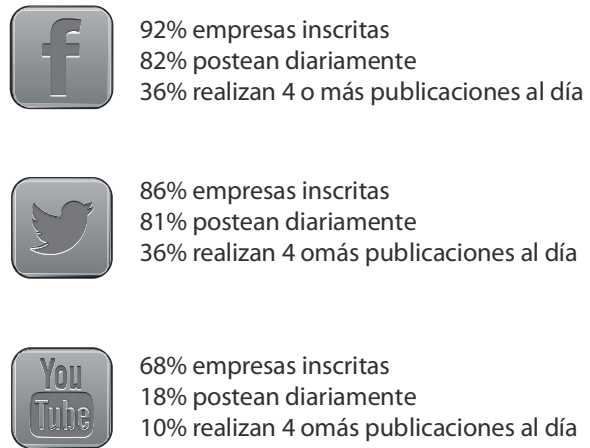 f
92% empresas inscritas
82% postean diariamente
36% realizan 4 o más publicaciones al día
86% empresas inscritas
81% postean diariamente
36% realizan 4 omás publicaciones al día
You
Tube
68% empresas inscritas
18% postean diariamente
10% realizan 4 omás publicaciones al día